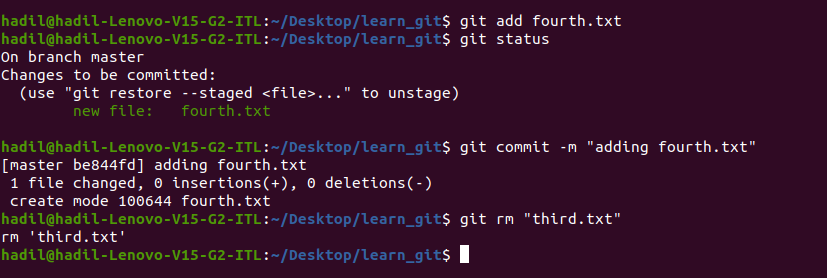 hadil@hadil-Lenovo-V15-G2-ITL:~/Desktop/learn_git$ git add fourth.txt
hadil@hadil-Lenovo-V15-G2-ITL:~/Desktop/learn_git$ git status
On branch master
Changes to be committed:
  (use "git restore --staged <file>..." to unstage)
        new file:   fourth.txt

hadil@hadil-Lenovo-V15-G2-ITL:~/Desktop/learn_git$ git commit -m "adding fourth.txt"
[master be844fd] adding fourth.txt
 1 file changed, 0 insertions(+), 0 deletions(-)
 create mode 100644 fourth.txt
hadil@hadil-Lenovo-V15-G2-ITL:~/Desktop/learn_git$ git rm "third.txt"
rm 'third.txt'
hadil@hadil-Lenovo-V15-G2-ITL:~/Desktop/learn_git$